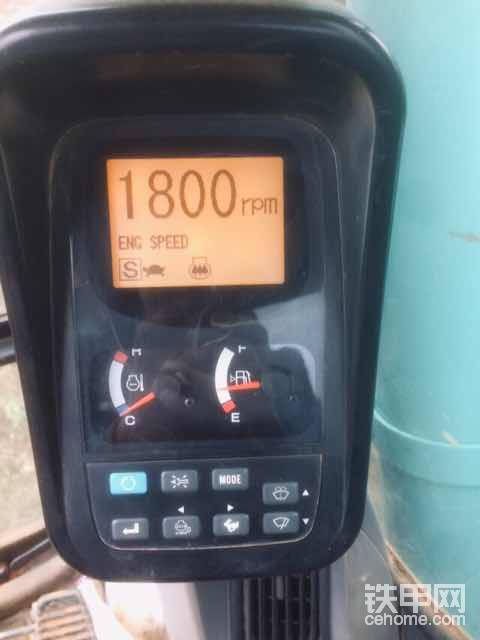 1800rpm
ENG SPEED
S
H
C
F
E
MODE
铁甲网
cehome.com